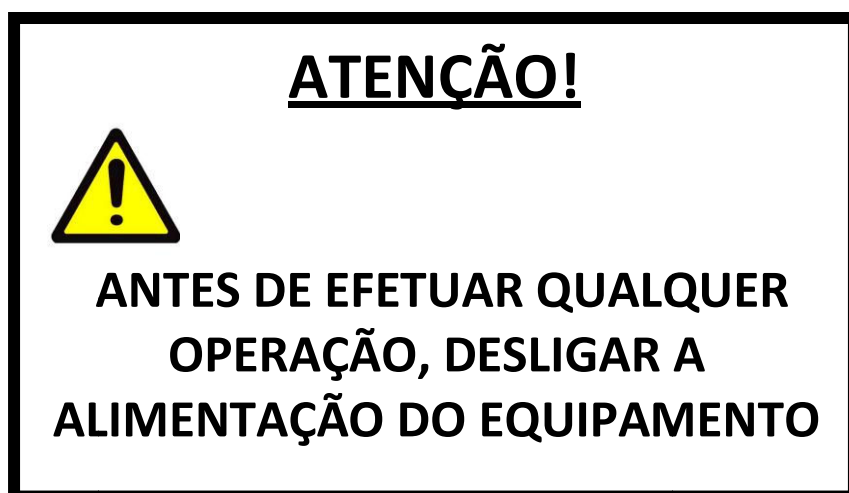 ATENÇÃO!
ANTES DE EFETUAR QUALQUER
OPERAÇÃO, DESLIGAR A
ALIMENTAÇÃO DO EQUIPAMENTO